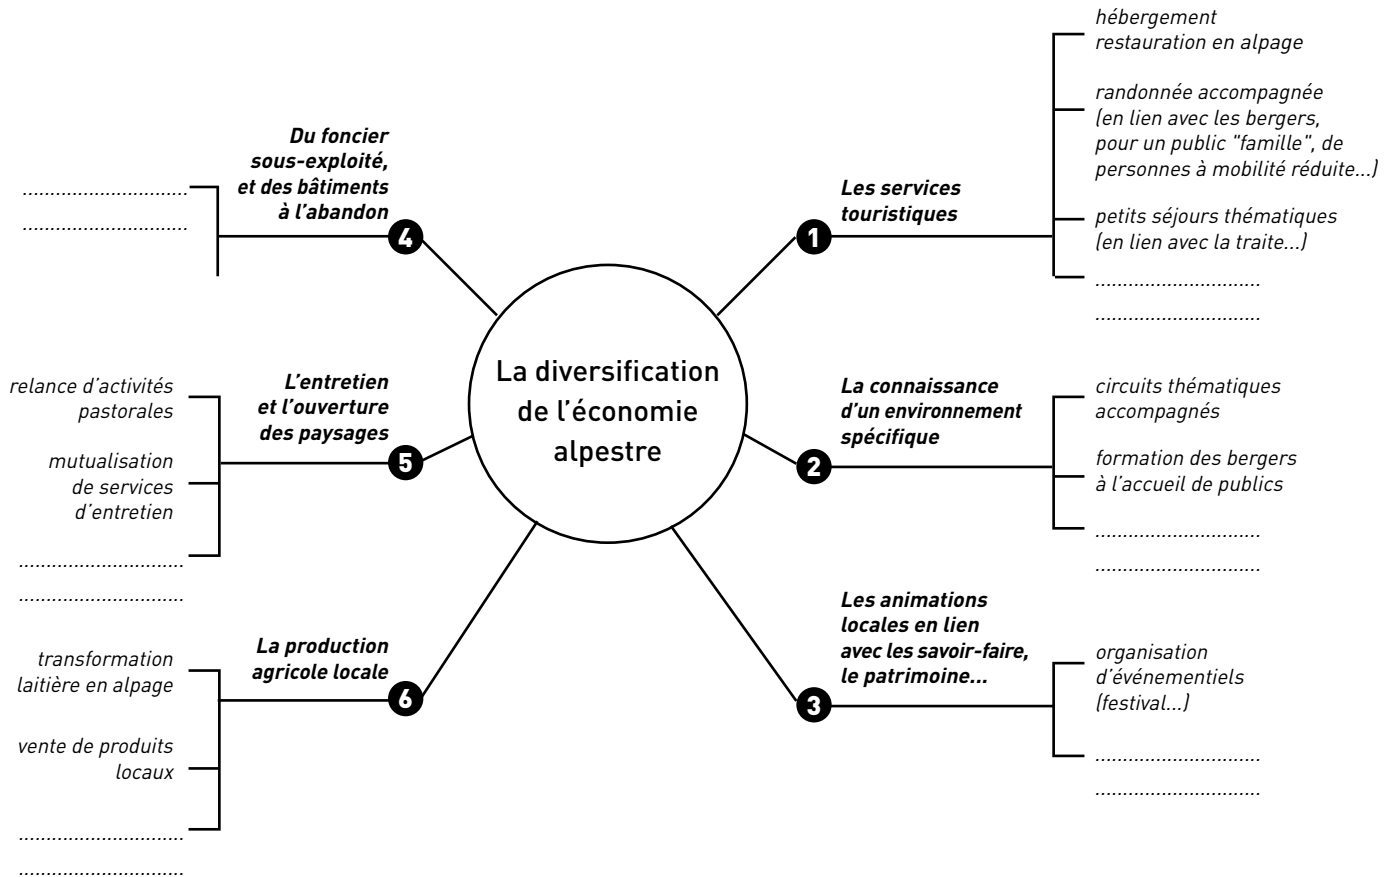 La diversification
de l'économie
alpestre
1
Les services
touristiques
hébergement
restauration en alpage
randonnée accompagnée
(en lien avec les bergers,
pour un public "famille", de
personnes à mobilité réduite...)
petits séjours thématiques
(en lien avec la traite...)
..............................
..............................
2
La connaissance
d'un environnement
spécifique
circuits thématiques
accompagnés
formation des bergers
à l'accueil de publics
..............................
..............................
3
Les animations
locales en lien
avec les savoir-faire,
le patrimoine...
organisation
d'événementiels
(festival...)
..............................
..............................
4
Du foncier
sous-exploité,
et des bâtiments
à l'abandon
..............................
..............................
5
L'entretien
et l'ouverture
des paysages
relance d'activités
pastorales
mutualisation
de services
d'entretien
..............................
..............................
6
La production
agricole locale
transformation
laitière en alpage
vente de produits
locaux
..............................
..............................